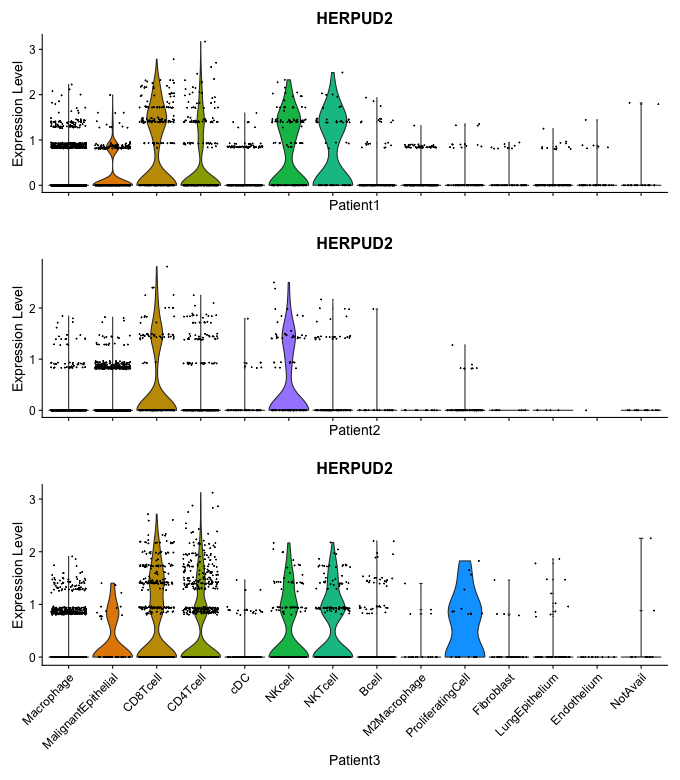 HERPUD2
Expression Level
3
2
1
0
Patient1
HERPUD2
Expression Level
2
1
0
Patient2
HERPUD2
Expression Level
3
2
1
0
Macrophage
MalignantEpithelial
CD8Tcell
CD4Tcell
cDC
NKcell
NKTcell
Bcell
M2Macrophage
ProliferatingCell
Fibroblast
LungEpithelium
Endothelium
NotAvail
Patient3